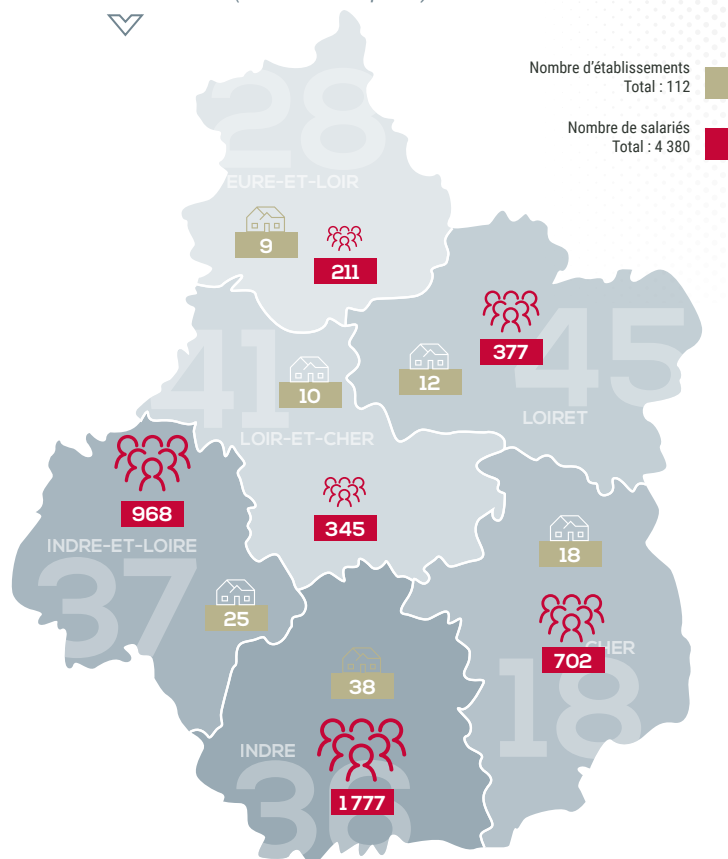 Nombre d'établissements
Total : 112
Nombre de salariés
Total : 4 380
28
EURE-ET-LOIR
9
211
45
377
12
LOIRET
41
10
LOIR-ET-CHER
345
968
INDRE-ET-LOIRE
37
25
18
702
CHER
18
38
INDRE
36
1 777